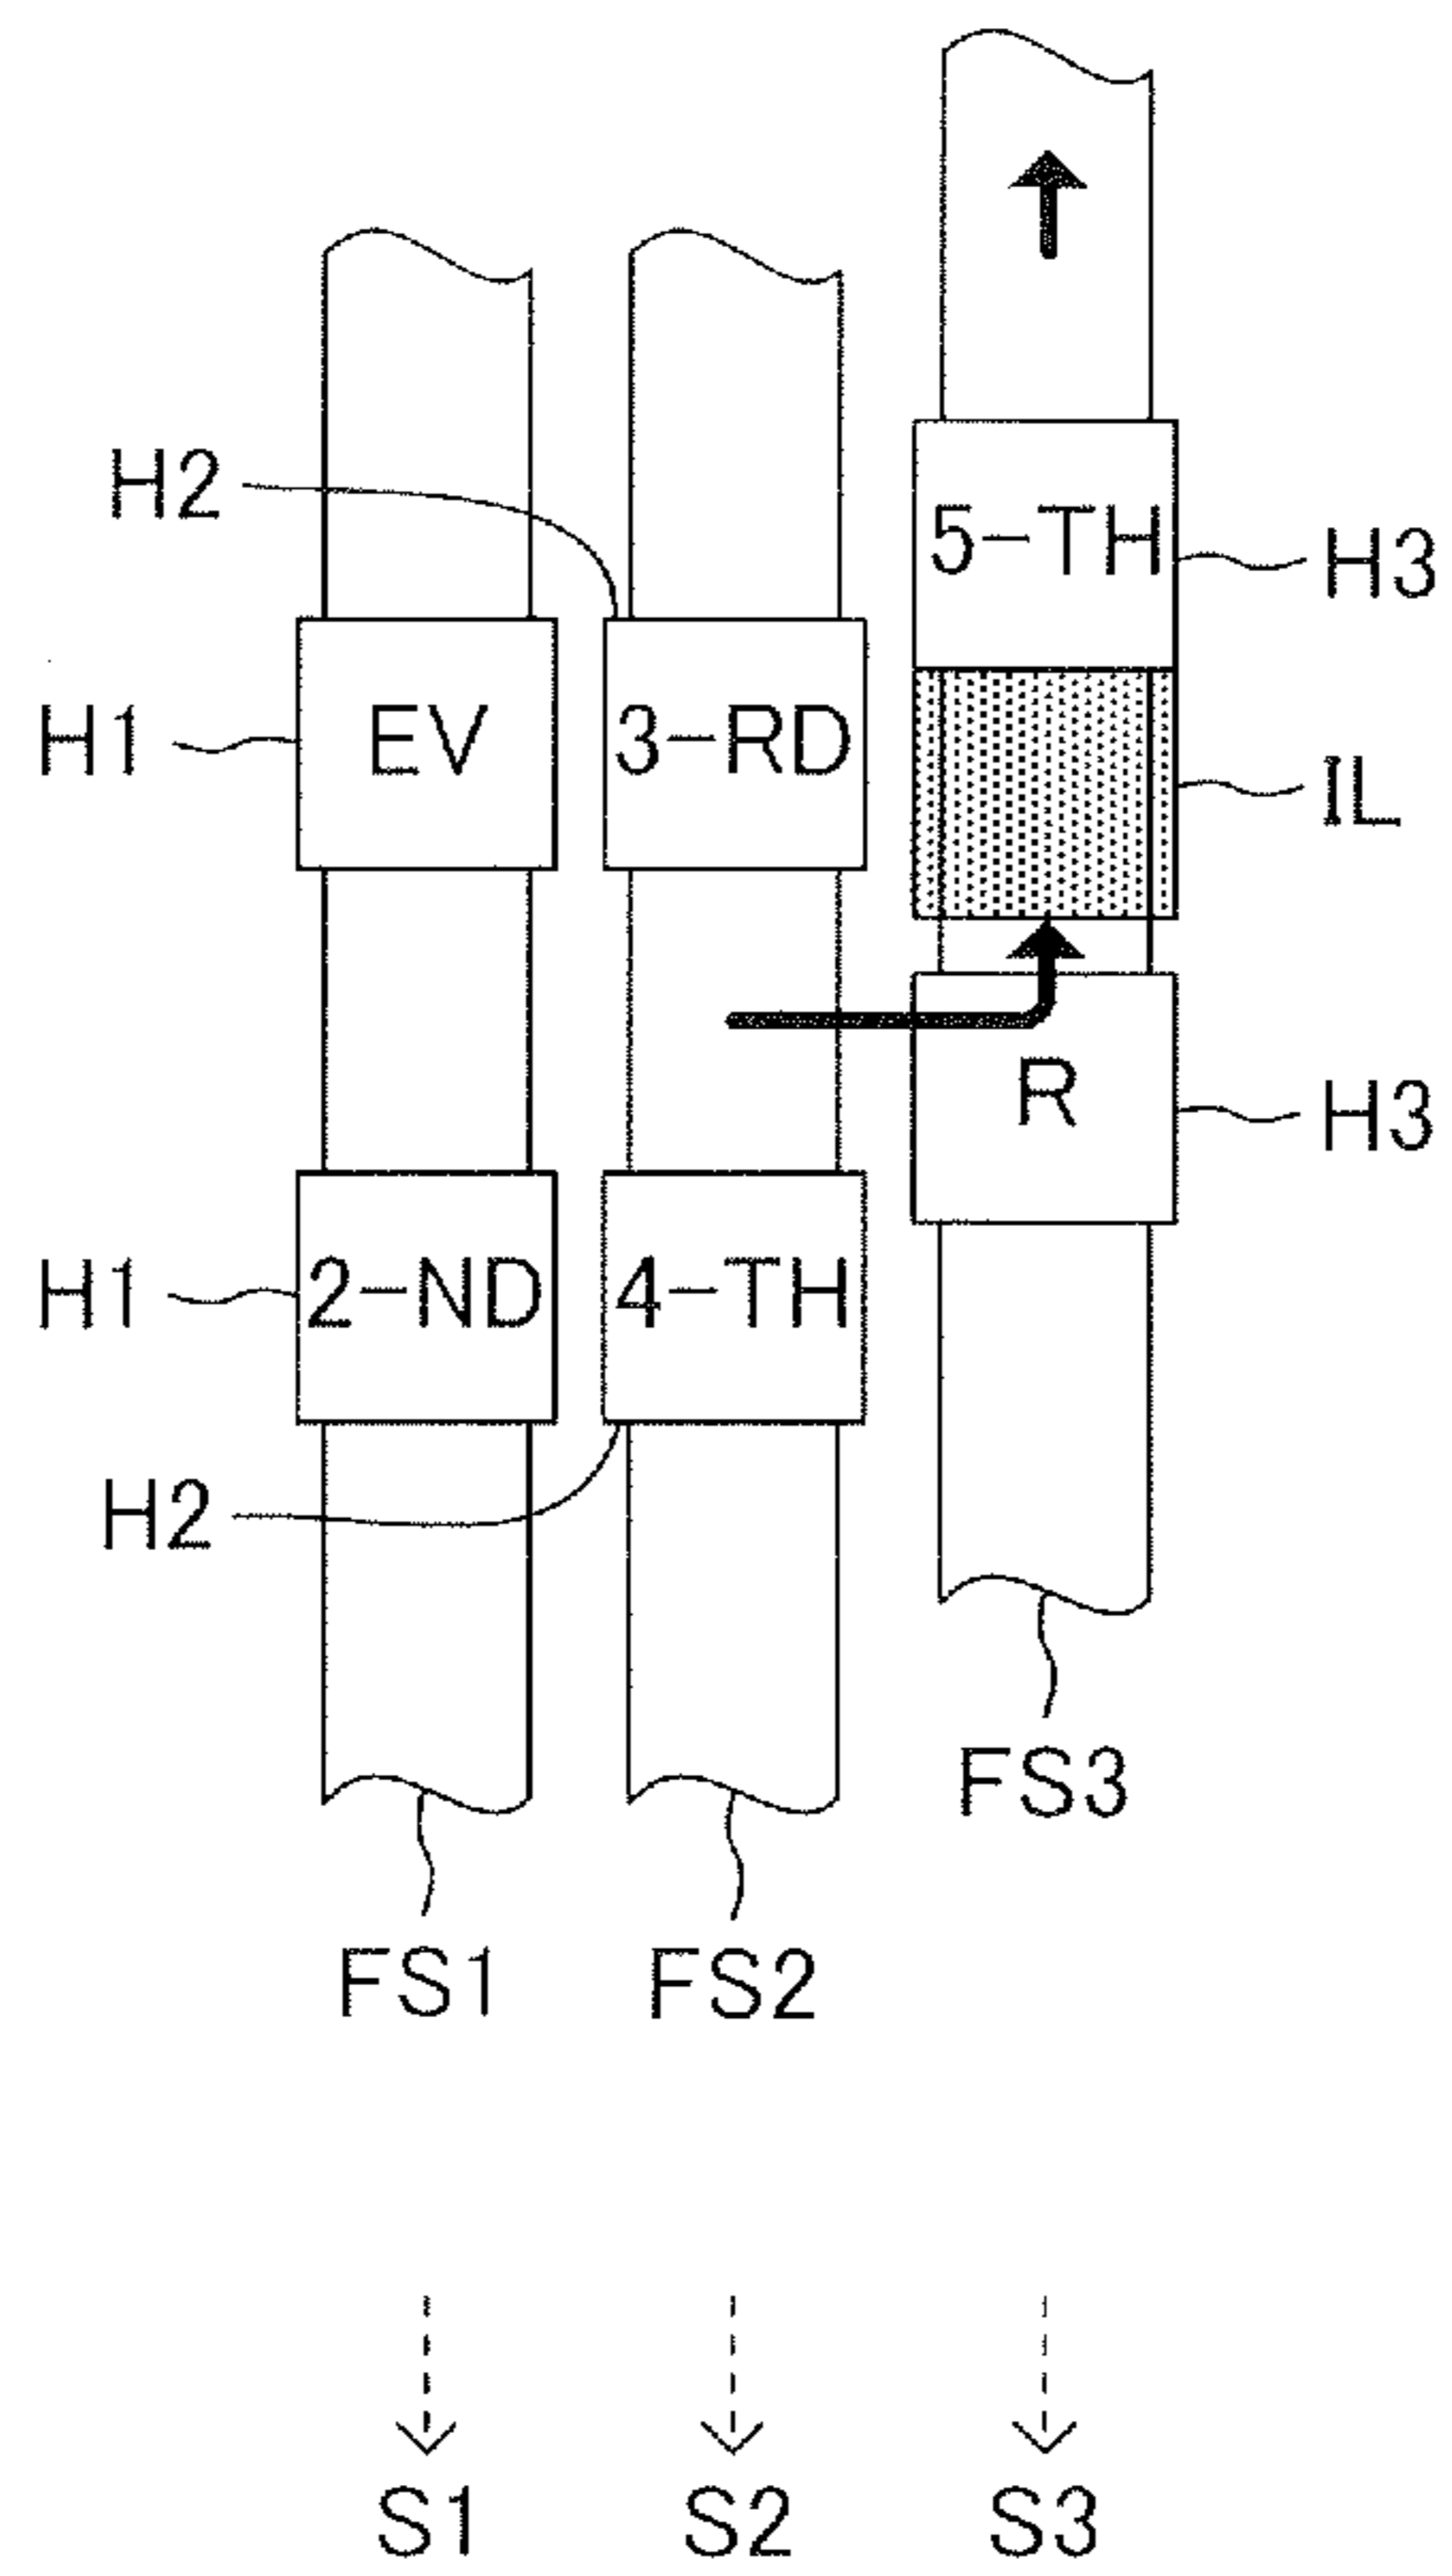 H2
5-TH
H3
H1
EV
3-RD
IL
R
H3
H1
2-ND
4-TH
H2
FS3
FS1
FS2
S1
S2
S3